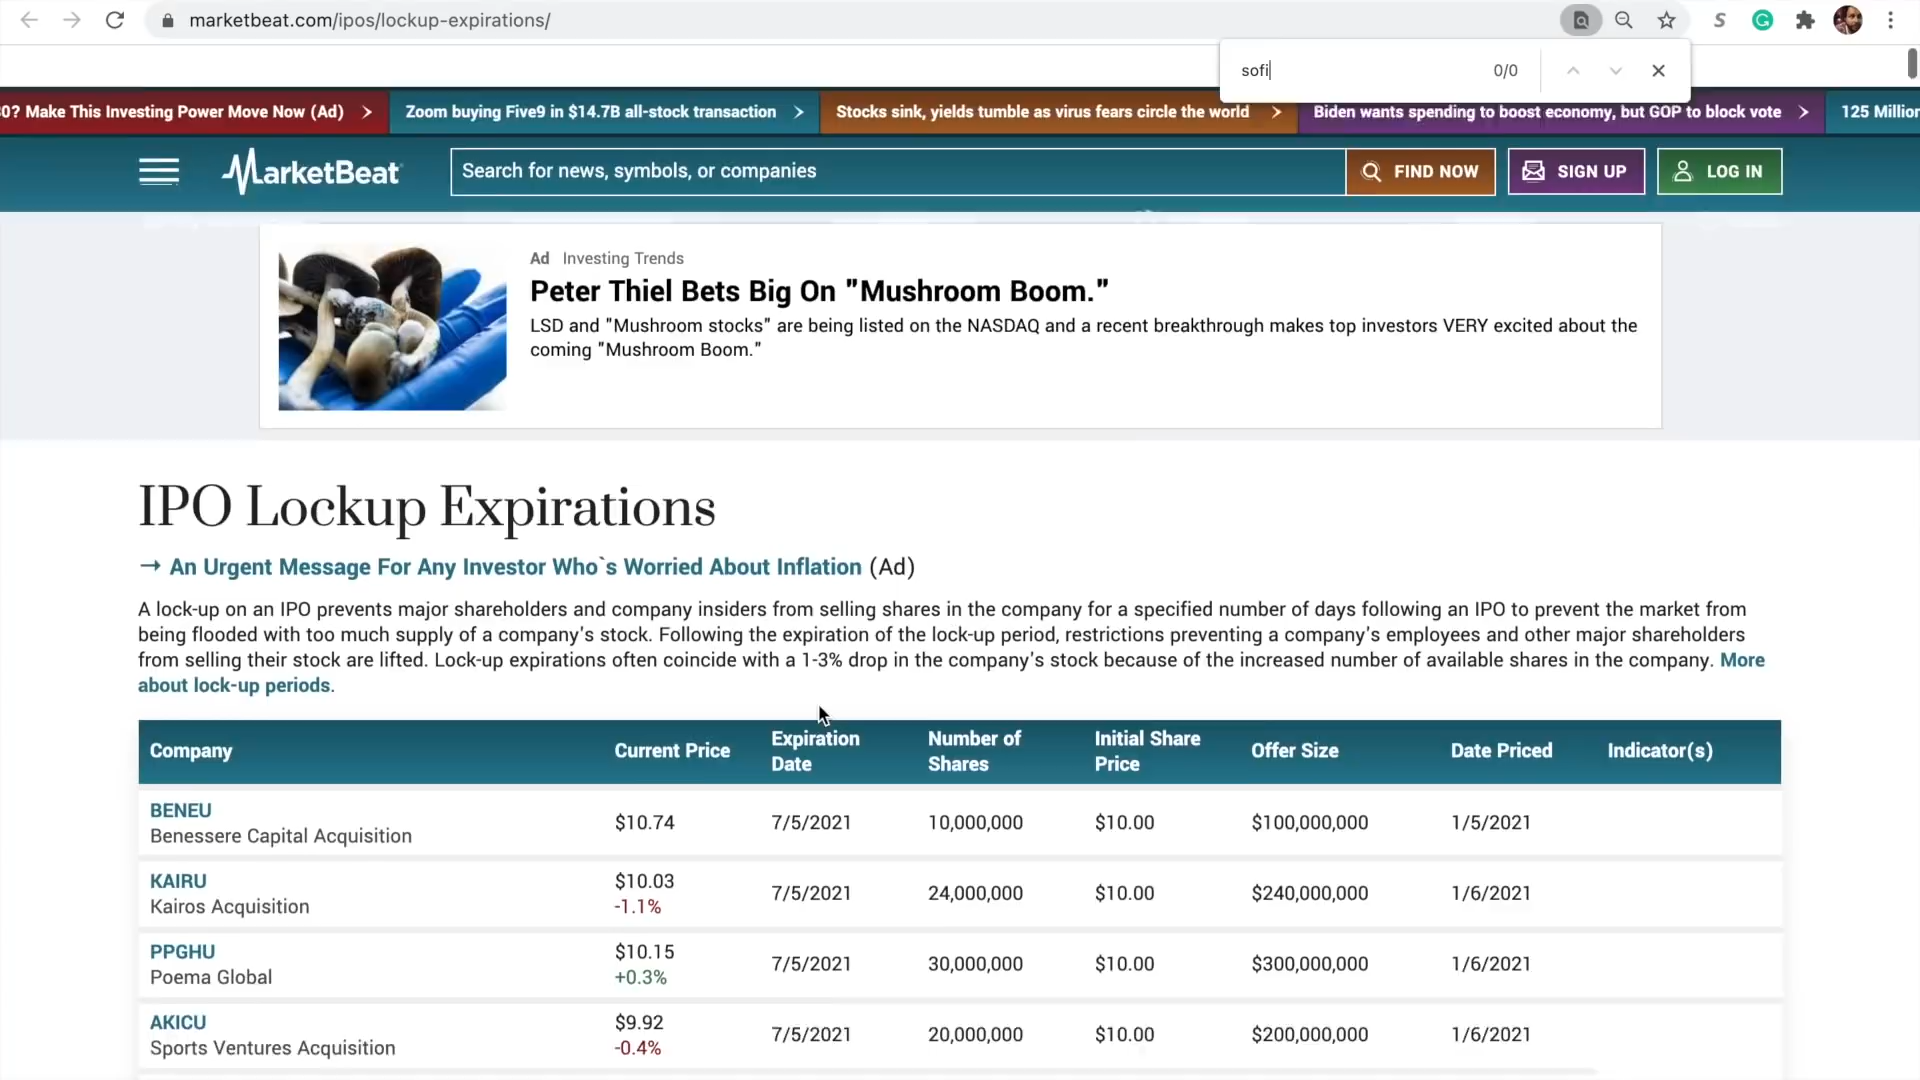 marketbeat.com/ipos/lockup-expirations/
sofi 0/0
0? Make This Investing Power Move Now (Ad)
Zoom buying Five9 in $14.7B all-stock transaction
Stocks sink, yields tumble as virus fears circle the world
Biden wants spending to boost economy, but GOP to block vote
125 Million
MarketBeat
Search for news, symbols, or companies
FIND NOW
SIGN UP
LOG IN
Ad Investing Trends
Peter Thiel Bets Big On "Mushroom Boom."
LSD and "Mushroom stocks" are being listed on the NASDAQ and a recent breakthrough makes top investors VERY excited about the
coming "Mushroom Boom."
IPO Lockup Expirations
→ An Urgent Message For Any Investor Who`s Worried About Inflation (Ad)
A lock-up on an IPO prevents major shareholders and company insiders from selling shares in the company for a specified number of days following an IPO to prevent the market from
being flooded with too much supply of a company's stock. Following the expiration of the lock-up period, restrictions preventing a company's employees and other major shareholders
from selling their stock are lifted. Lock-up expirations often coincide with a 1-3% drop in the company's stock because of the increased number of available shares in the company. More
about lock-up periods.
Company Current Price Expiration Date Number of Shares Initial Share Price Offer Size Date Priced Indicator(s)
BENEU
Benessere Capital Acquisition
$10.74 7/5/2021 10,000,000 $10.00 $100,000,000 1/5/2021
KAIRU
Kairos Acquisition
$10.03
-1.1%
7/5/2021 24,000,000 $10.00 $240,000,000 1/6/2021
PPGHU
Poema Global
$10.15
+0.3%
7/5/2021 30,000,000 $10.00 $300,000,000 1/6/2021
AKICU
Sports Ventures Acquisition
$9.92
-0.4%
7/5/2021 20,000,000 $10.00 $200,000,000 1/6/2021